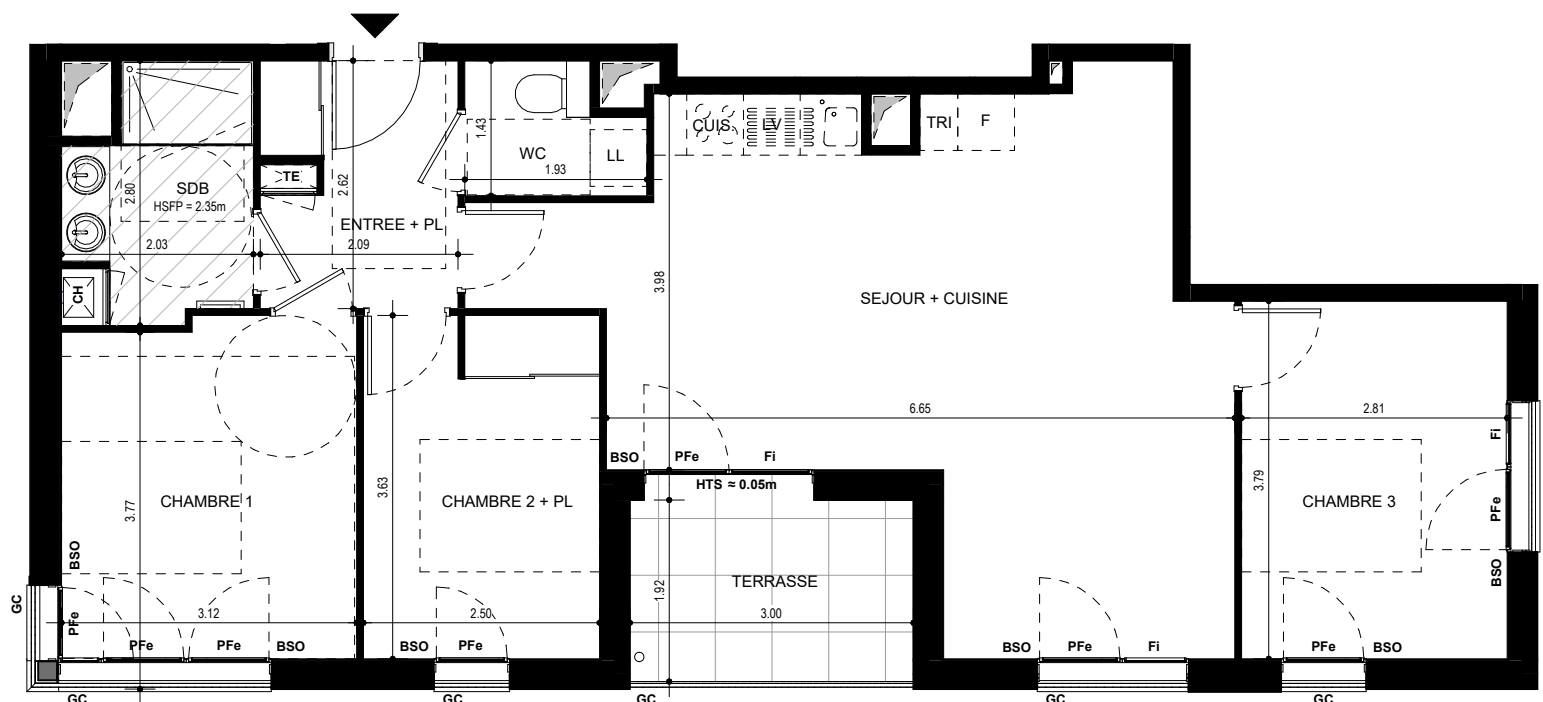 CUIS.
LV
TRI
F
1.43
WC
LL
1.93
TE
SDB
HSFP = 2.35m
2.80
2.62
ENTREE + PL
2.03
2.09
CH
3.98
SEJOUR + CUISINE
6.65
2.81
BSO
PFe
Fi
HTS ≈ 0.05m
Fi
PFe
BSO
CHAMBRE 1
3.77
3.63
CHAMBRE 2 + PL
3.79
CHAMBRE 3
BSO
TERRASSE
1.92
3.00
GC
PFe
3.12
2.50
PFe
PFe
BSO
BSO
PFe
BSO
PFe
Fi
PFe
BSO
GC
GC
GC
GC
GC